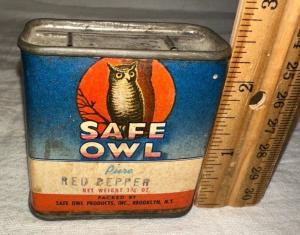 SAFE
OWL
Pure
RED PEPPER
NET WEIGHT 1½ OZ.
PACKED BY
SAFE OWL PRODUCTS, INC., BROOKLYN, N.Y.
3
2
1